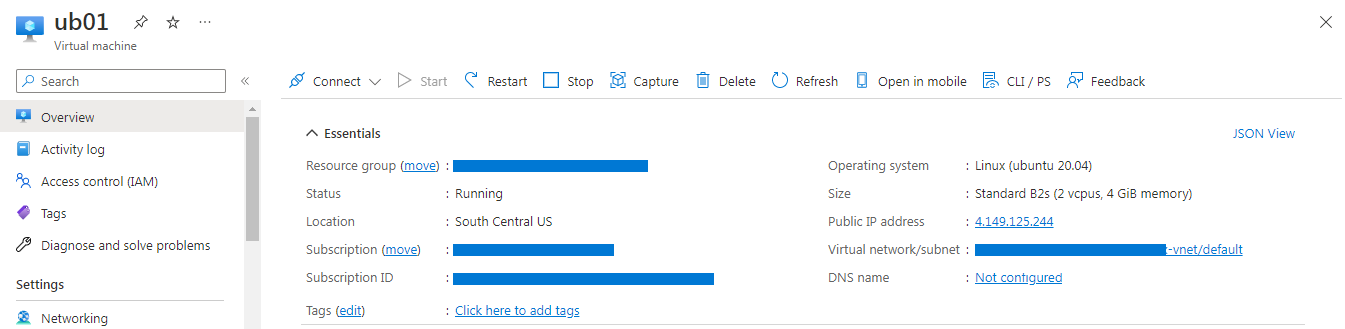 ub01
Virtual machine
Search
Connect Start Restart Stop Capture Delete Refresh Open in mobile CLI / PS Feedback
Overview
Activity log
Access control (IAM)
Tags
Diagnose and solve problems
Settings
Networking
Essentials
JSON View
Resource group (move) :
Status : Running
Location : South Central US
Subscription (move) :
Subscription ID :
Tags (edit) : Click here to add tags
Operating system : Linux (ubuntu 20.04)
Size : Standard B2s (2 vcpus, 4 GiB memory)
Public IP address : 4.149.125.244
Virtual network/subnet : -vnet/default
DNS name : Not configured